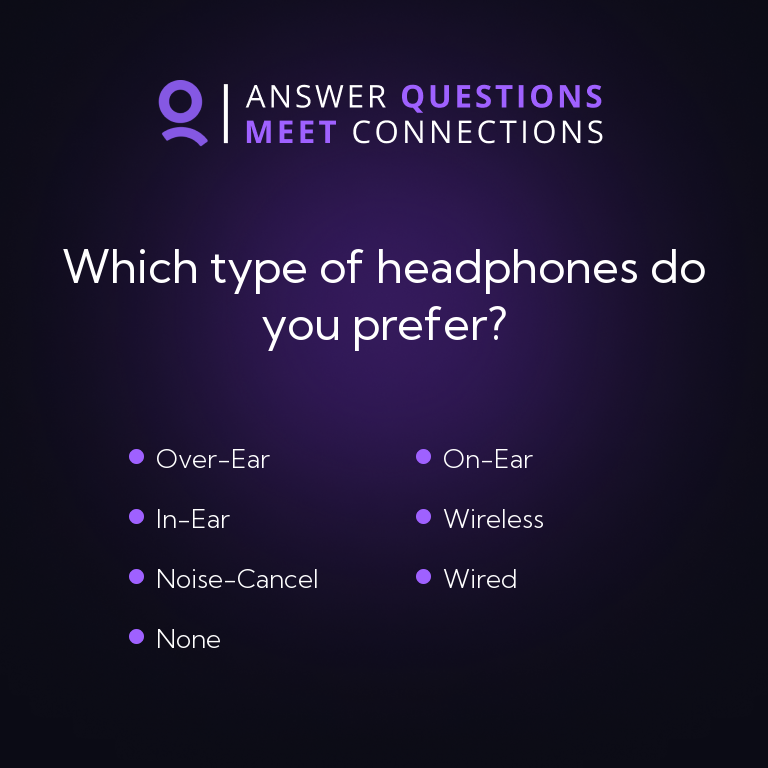 ANSWER QUESTIONS
MEET CONNECTIONS
Which type of headphones do
you prefer?
Over-Ear
On-Ear
In-Ear
Wireless
Noise-Cancel
Wired
None